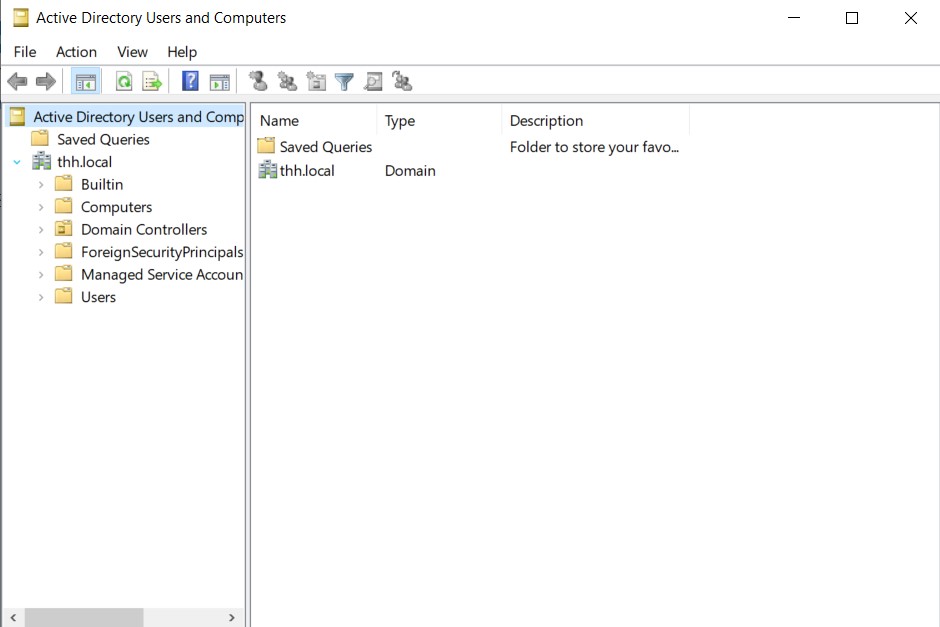 Active Directory Users and Computers
File Action View Help
Active Directory Users and Comp
Saved Queries
thh.local
Builtin
Computers
Domain Controllers
ForeignSecurityPrincipals
Managed Service Accoun
Users
Name Type Description
Saved Queries Folder to store your favo...
thh.local Domain